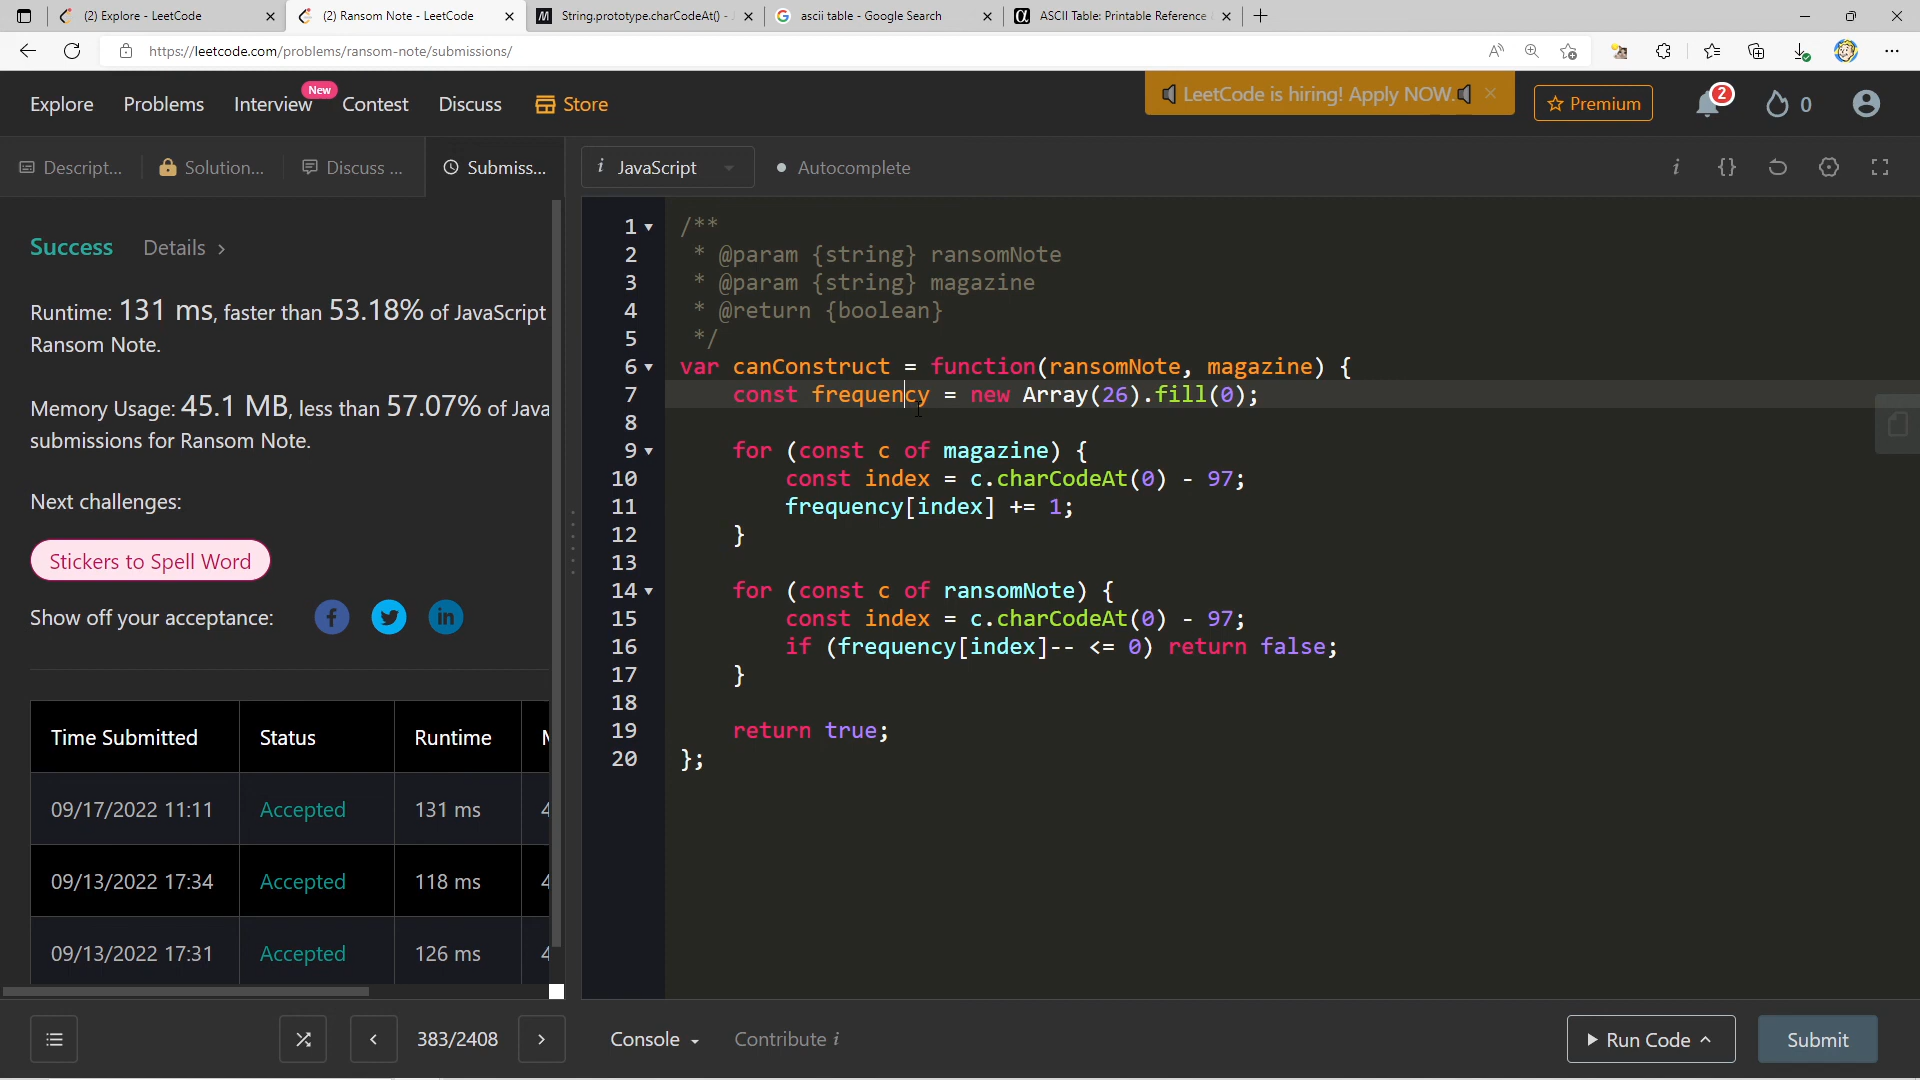 (2) Explore - LeetCode
(2) Ransom Note - LeetCode
String.prototype.charCodeAt() -
ascii table - Google Search
ASCII Table: Printable Reference
https://leetcode.com/problems/ransom-note/submissions/
Explore
Problems
Interview
New
Contest
Discuss
Store
LeetCode is hiring! Apply NOW.
Premium
2
0
Descript...
Solution...
Discuss ...
Submiss...
i JavaScript
Autocomplete
i
{}
Success
Details >
Runtime: 131 ms, faster than 53.18% of JavaScript
Ransom Note.
Memory Usage: 45.1 MB, less than 57.07% of Java
submissions for Ransom Note.
Next challenges:
Stickers to Spell Word
Show off your acceptance:
Time Submitted Status Runtime M
09/17/2022 11:11 Accepted 131 ms 4
09/13/2022 17:34 Accepted 118 ms 4
09/13/2022 17:31 Accepted 126 ms 4
1 /**
2 * @param {string} ransomNote
3 * @param {string} magazine
4 * @return {boolean}
5 */
6 var canConstruct = function(ransomNote, magazine) {
7 const frequency = new Array(26).fill(0);
8
9 for (const c of magazine) {
10 const index = c.charCodeAt(0) - 97;
11 frequency[index] += 1;
12 }
13
14 for (const c of ransomNote) {
15 const index = c.charCodeAt(0) - 97;
16 if (frequency[index]-- <= 0) return false;
17 }
18
19 return true;
20 };
383/2408
Console
Contribute i
Run Code
Submit